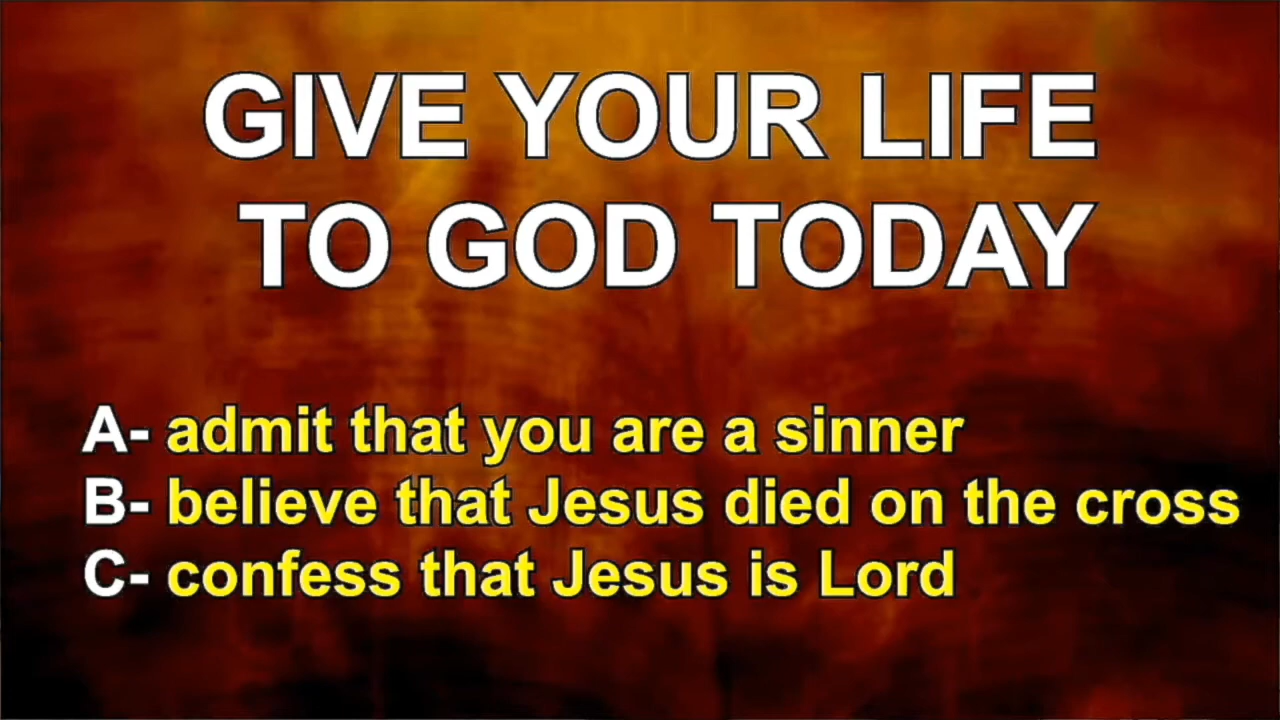 GIVE YOUR LIFE
TO GOD TODAY
A- admit that you are a sinner
B- believe that Jesus died on the cross
C- confess that Jesus is Lord